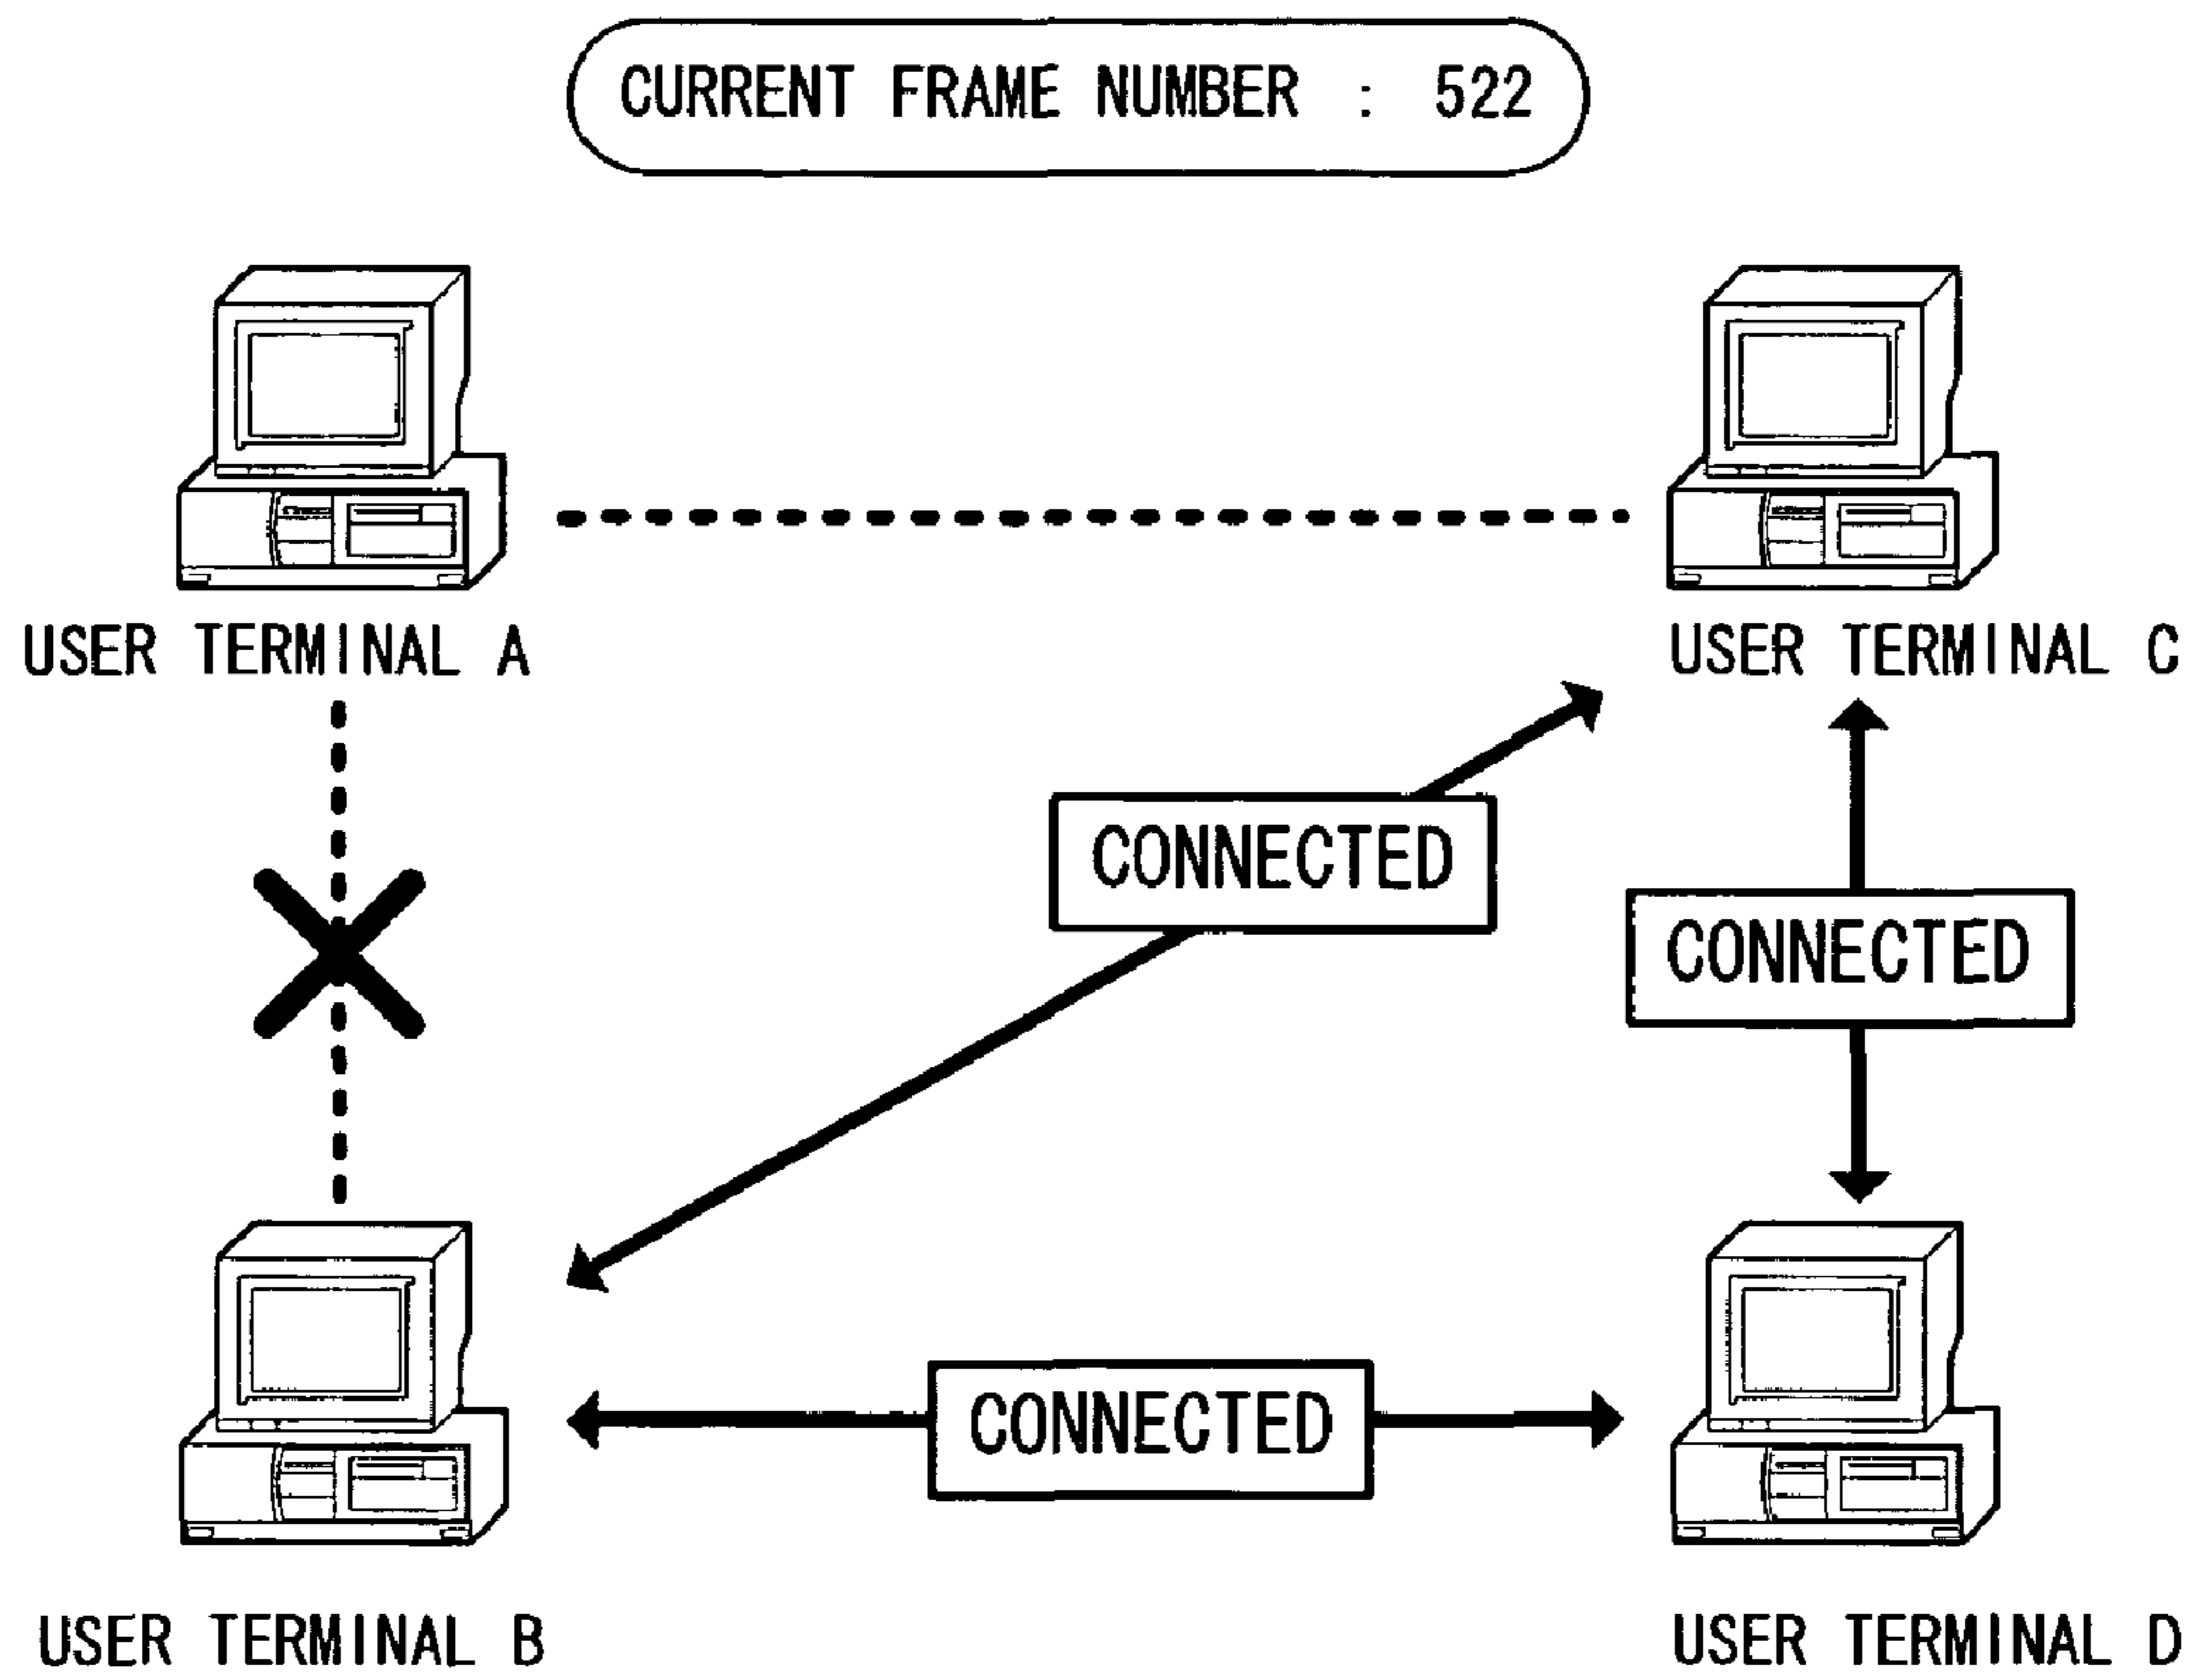 CURRENT FRAME NUMBER : 522
USER TERMINAL A
USER TERMINAL C
CONNECTED
CONNECTED
CONNECTED
USER TERMINAL B
USER TERMINAL D